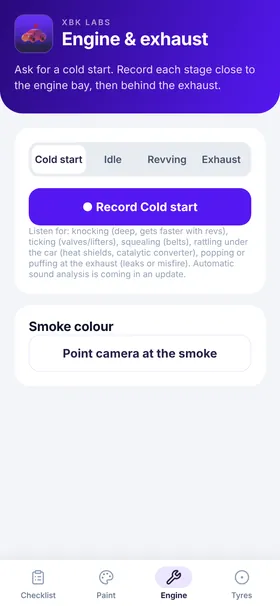 XBK LABS
Engine & exhaust
Ask for a cold start. Record each stage close to
the engine bay, then behind the exhaust.
Cold start
Idle
Revving
Exhaust
Record Cold start
Listen for: knocking (deep, gets faster with revs),
ticking (valves/lifters), squealing (belts), rattling under
the car (heat shields, catalytic converter), popping or
puffing at the exhaust (leaks or misfire). Automatic
sound analysis is coming in an update.
Smoke colour
Point camera at the smoke
Checklist
Paint
Engine
Tyres